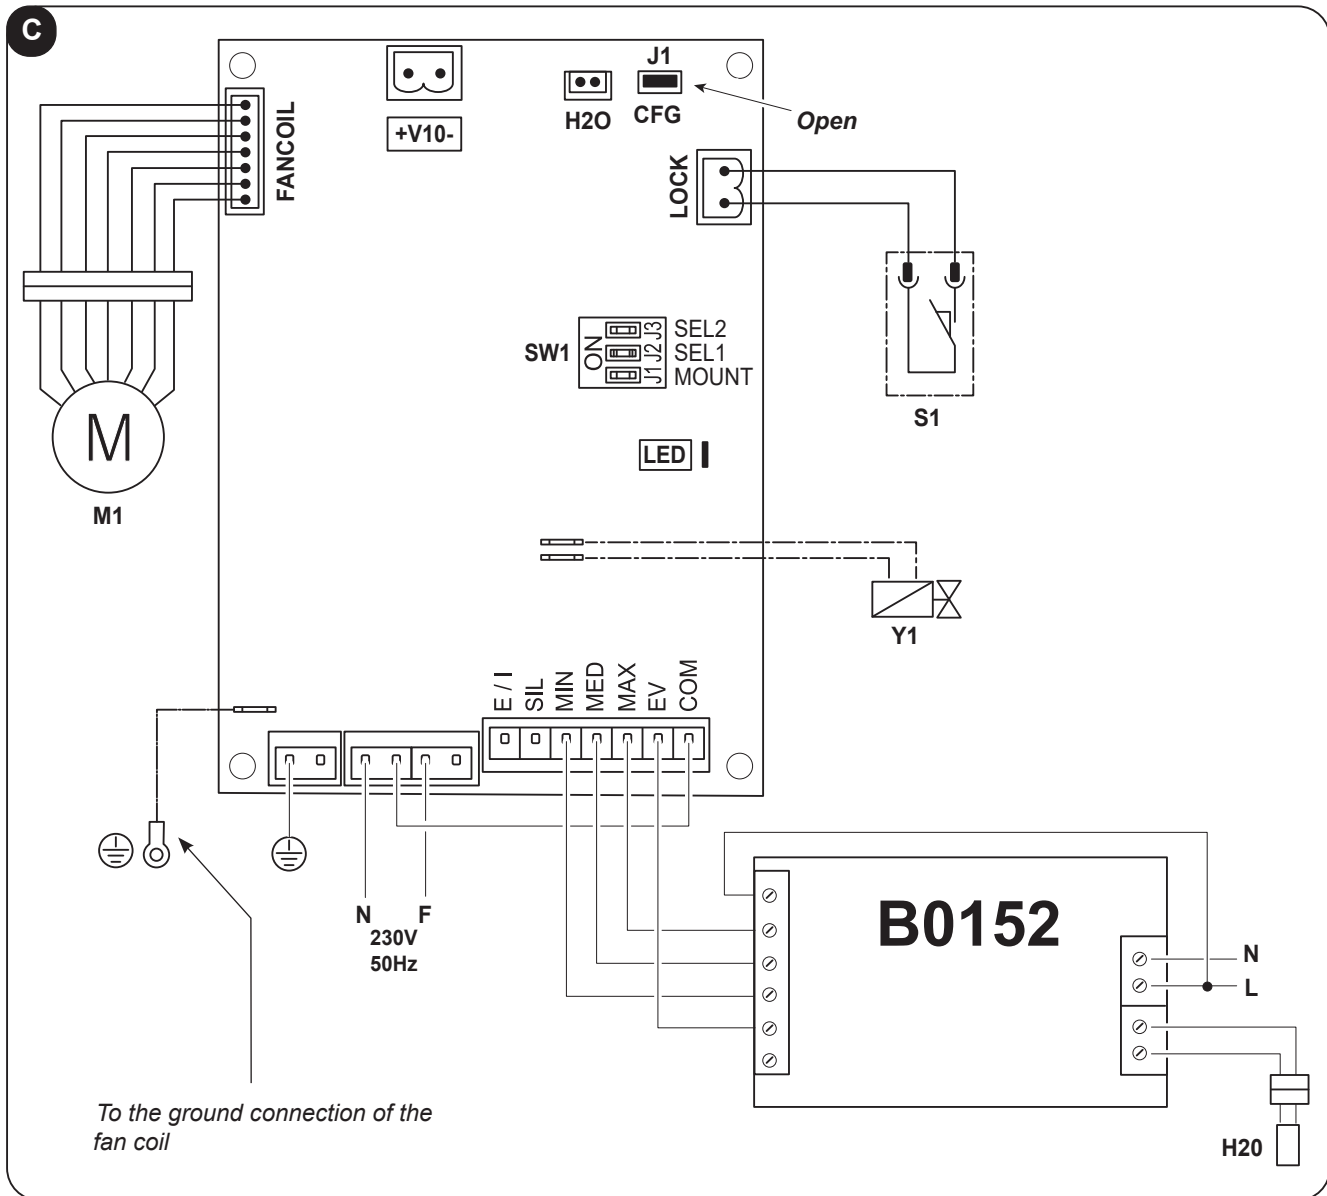 C
J1
H2O
CFG
Open
+V10-
FANCOIL
LOCK
SW1
ON
J3 SEL2
J2 SEL1
J1 MOUNT
S1
M
M1
LED
Y1
E / I
SIL
MIN
MED
MAX
EV
COM
N F
230V
50Hz
B0152
N
L
To the ground connection of the
fan coil
H20